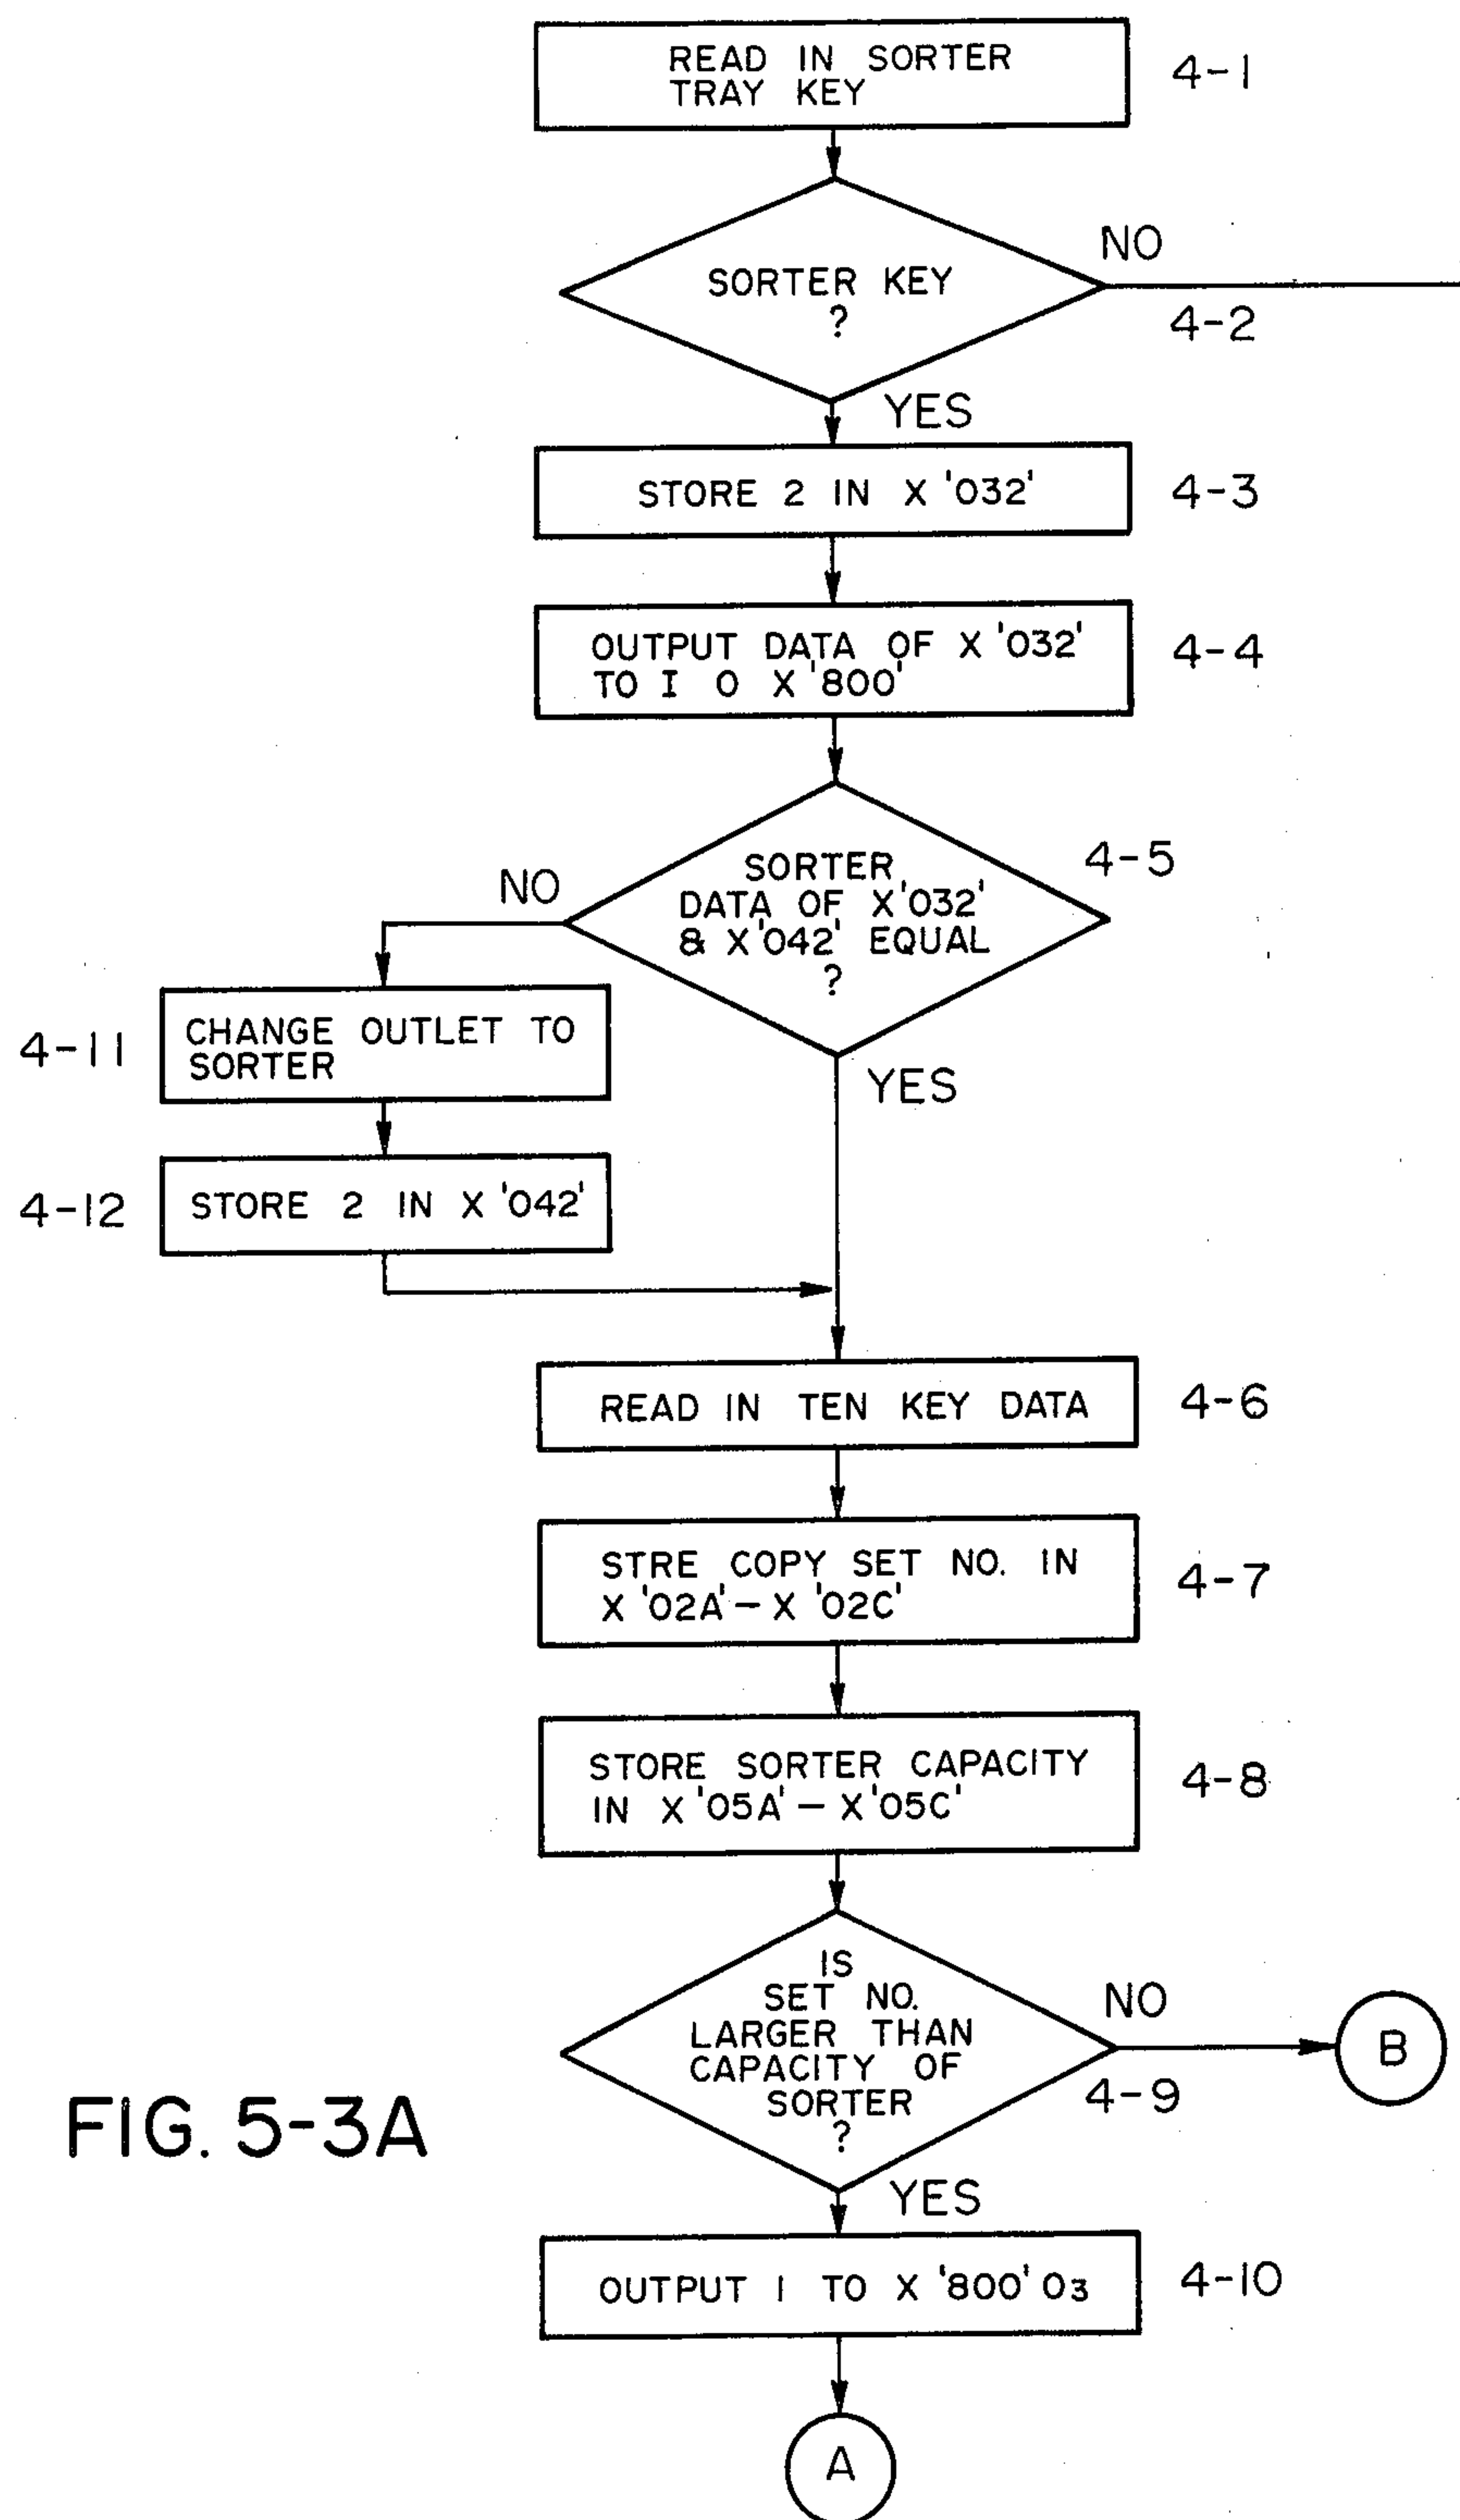 READ IN SORTER
TRAY KEY
4-1
SORTER KEY
?
NO
4-2
YES
STORE 2 IN X '032'
4-3
OUTPUT DATA OF X '032'
TO I O X '800'
4-4
SORTER
DATA OF X '032'
& X '042' EQUAL
?
4-5
NO
YES
4-11
CHANGE OUTLET TO
SORTER
4-12
STORE 2 IN X '042'
READ IN TEN KEY DATA
4-6
STRE COPY SET NO. IN
X '02A' – X '02C'
4-7
STORE SORTER CAPACITY
IN X '05A' – X '05C'
4-8
IS
SET NO.
LARGER THAN
CAPACITY OF
SORTER
?
NO
B
4-9
YES
FIG. 5-3A
OUTPUT 1 TO X '800' O3
4-10
A